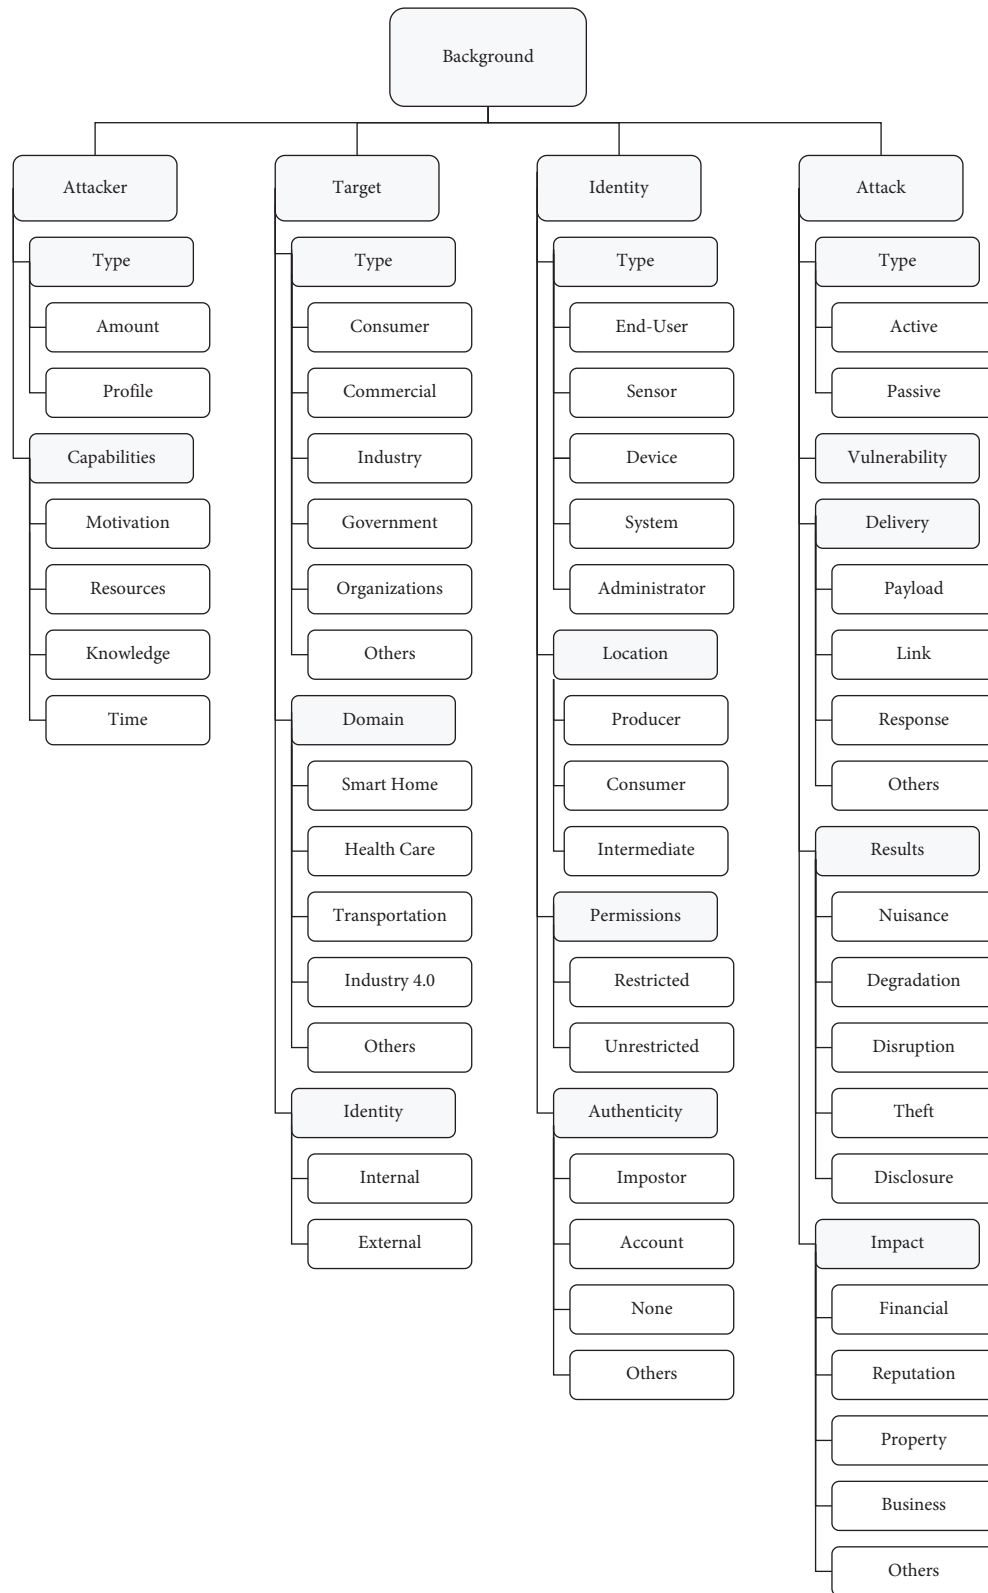 Background
Attacker
Type
Amount
Profile
Capabilities
Motivation
Resources
Knowledge
Time
Target
Type
Consumer
Commercial
Industry
Government
Organizations
Others
Domain
Smart Home
Health Care
Transportation
Industry 4.0
Others
Identity
Internal
External
Identity
Type
End-User
Sensor
Device
System
Administrator
Location
Producer
Consumer
Intermediate
Permissions
Restricted
Unrestricted
Authenticity
Impostor
Account
None
Others
Attack
Type
Active
Passive
Vulnerability
Delivery
Payload
Link
Response
Others
Results
Nuisance
Degradation
Disruption
Theft
Disclosure
Impact
Financial
Reputation
Property
Business
Others